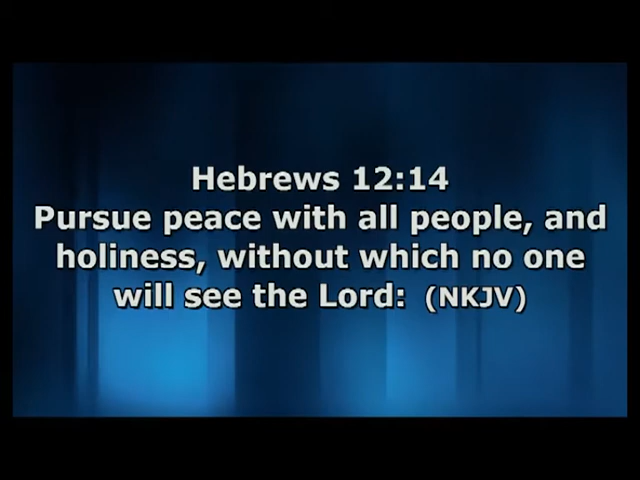 Hebrews 12:14
Pursue peace with all people, and
holiness, without which no one
will see the Lord: (NKJV)